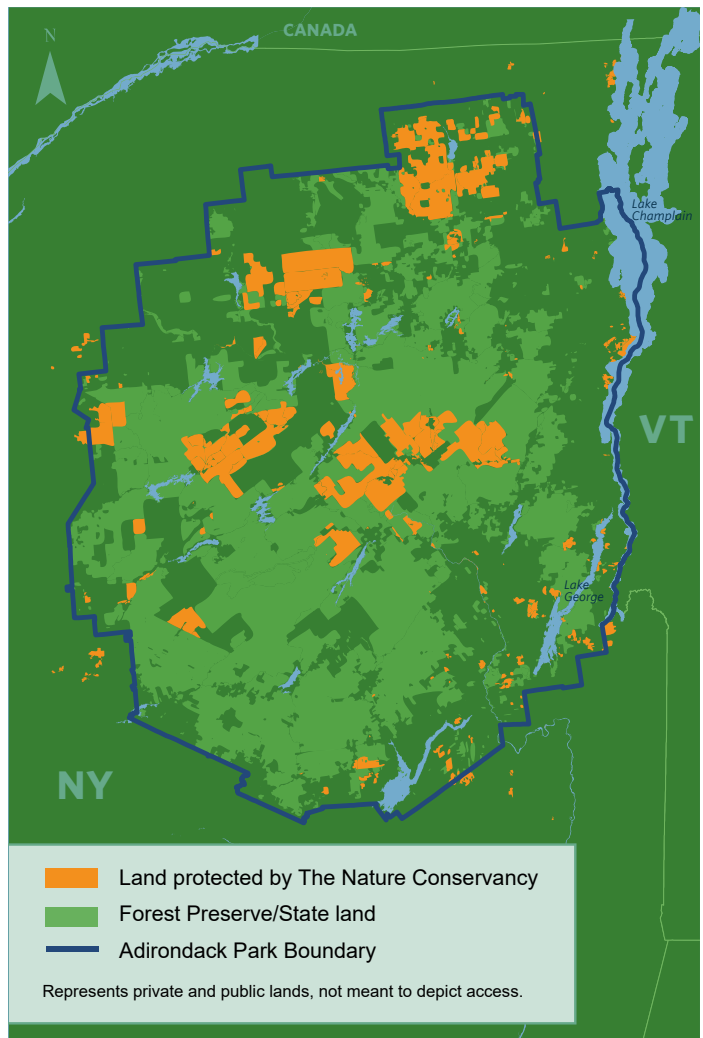 CANADA
N
Lake
Champlain
VT
Lake
George
NY
Land protected by The Nature Conservancy
Forest Preserve/State land
Adirondack Park Boundary
Represents private and public lands, not meant to depict access.